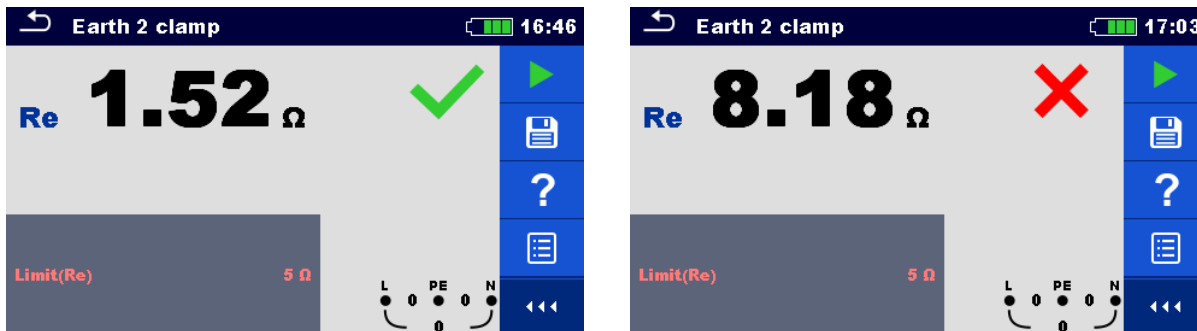 Earth 2 clamp 16:46
Re 1.52 Ω
?
Limit(Re) 5 Ω
L PE N
0 0
0
Earth 2 clamp 17:03
Re 8.18 Ω
?
Limit(Re) 5 Ω
L PE N
0 0
0